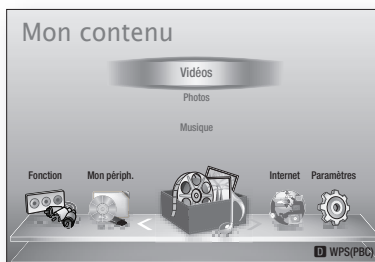 Mon contenu
Vidéos
Photos
Musique
Fonction Mon périph. Internet Paramètres
D WPS(PBC)